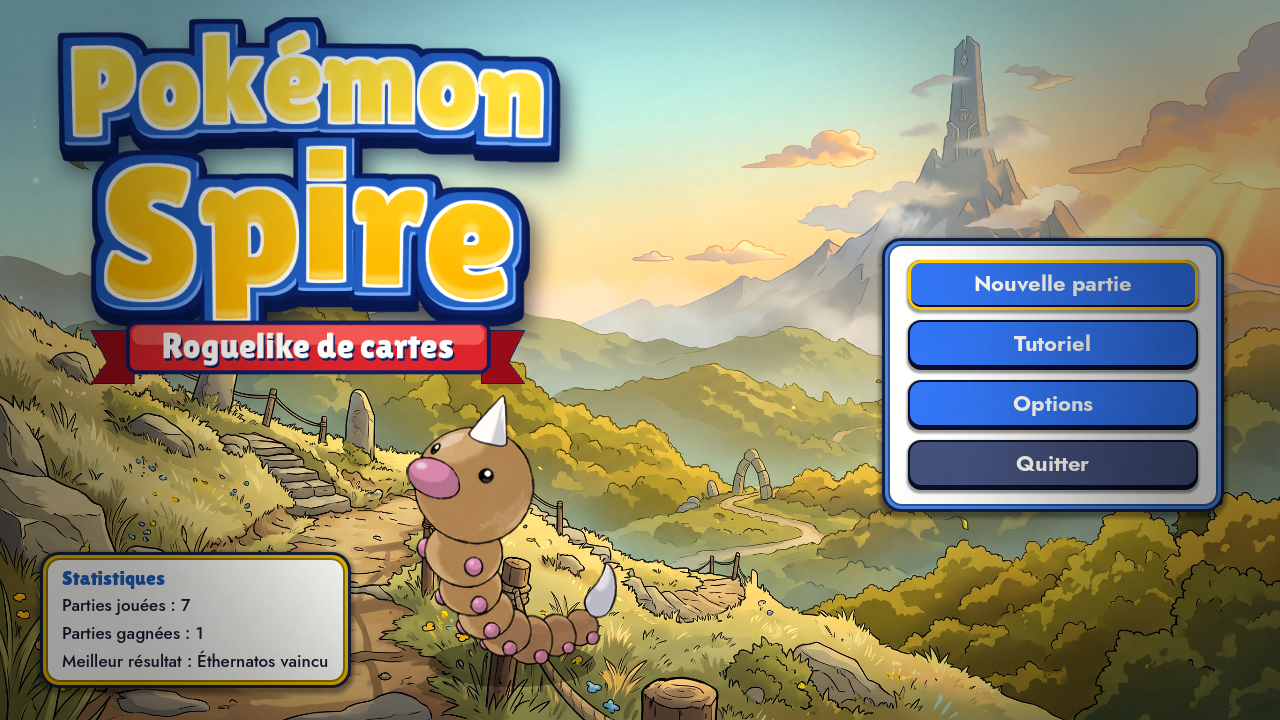 Pokémon
Spire
Roguelike de cartes
Nouvelle partie
Tutoriel
Options
Quitter
Statistiques
Parties jouées : 7
Parties gagnées : 1
Meilleur résultat : Éthernatos vaincu